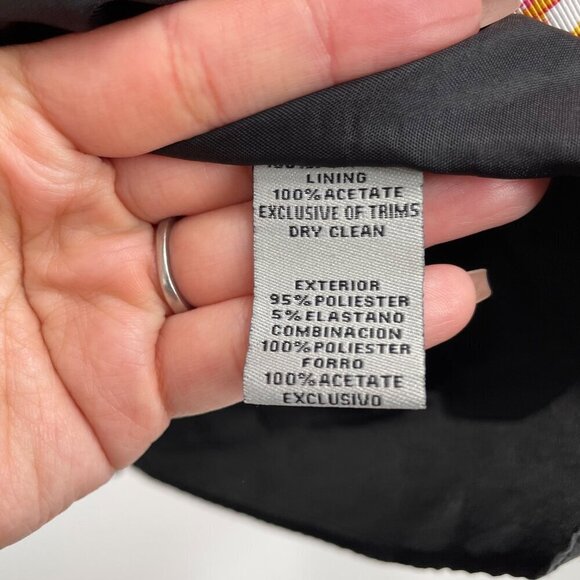 LINING
100% ACETATE
EXCLUSIVE OF TRIMS
DRY CLEAN
EXTERIOR
95% POLIESTER
5% ELASTANO
COMBINACION
100% POLIESTER
FORRO
100% ACETATE
EXCLUSIVO